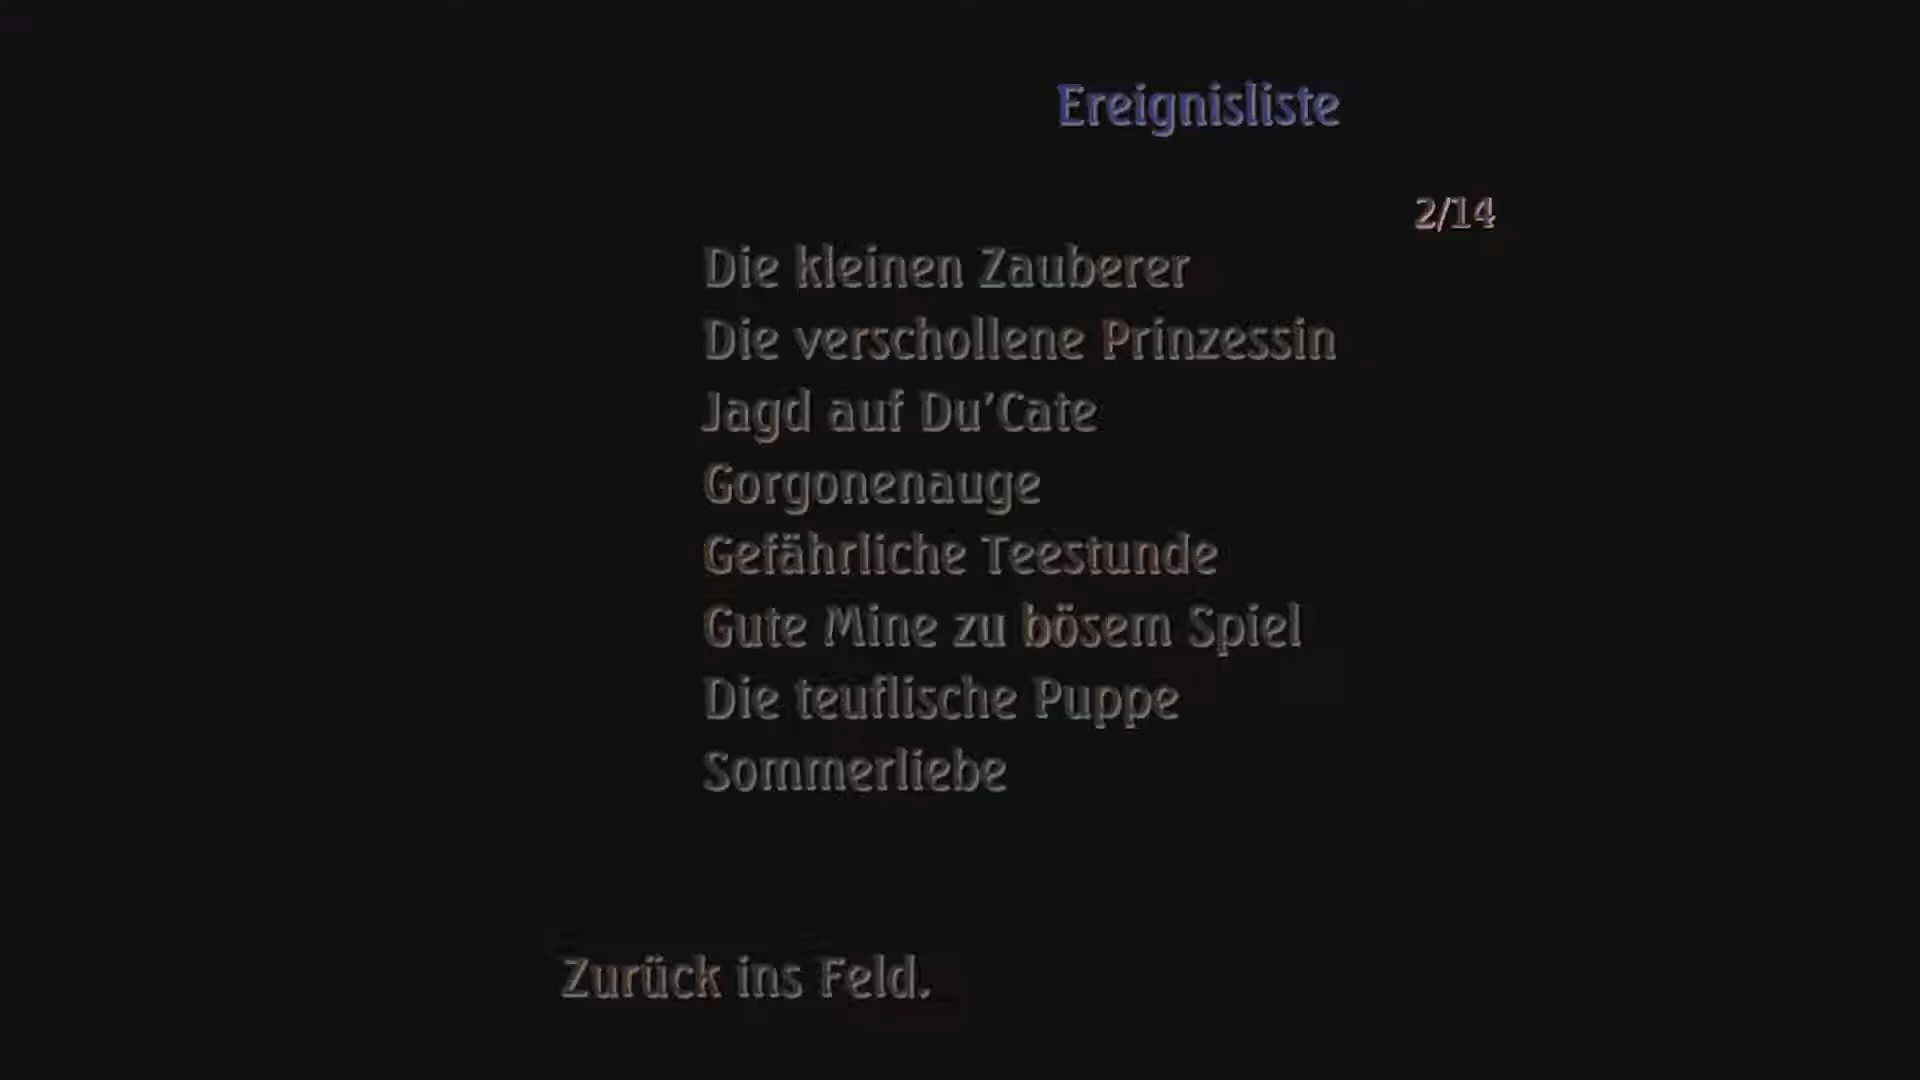 Ereignisliste
2/14
Die kleinen Zauberer
Die verschollene Prinzessin
Jagd auf Du'Cate
Gorgonenauge
Gefährliche Teestunde
Gute Mine zu bösem Spiel
Die teuflische Puppe
Sommerliebe
Zurück ins Feld.